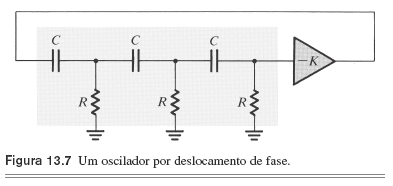 C C C
R R R
-K
Figura 13.7 Um oscilador por deslocamento de fase.